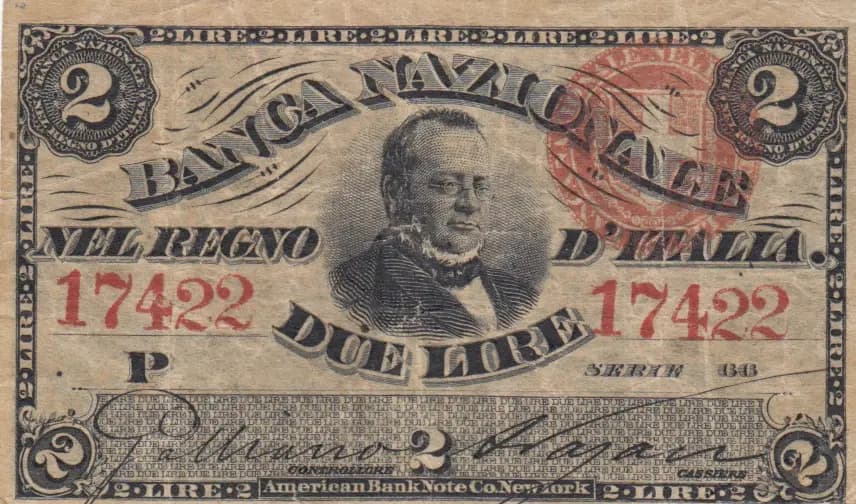 2·LIRE·2·LIRE·2·LIRE·2·LIRE·2·LIRE·2
2
2
BANCA NAZIONALE
NEL REGNO D'ITALIA.
17422
17422
DUE LIRE
P
SERIE 66
2
2
2
CONTROLLORE
CASSIERE
2·LIRE·2
American Bank Note Co. New York
2·LIRE·2